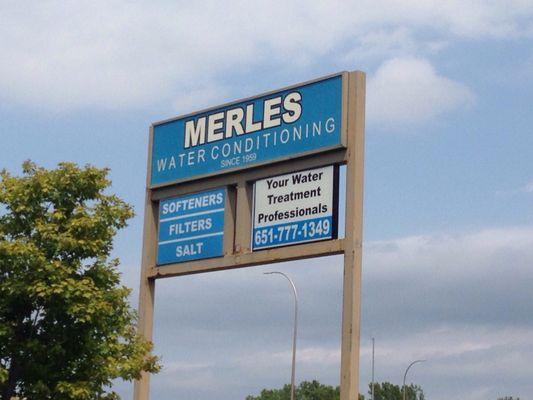 MERLES
WATER CONDITIONING
SINCE 1959
SOFTENERS
FILTERS
SALT
Your Water
Treatment
Professionals
651-777-1349